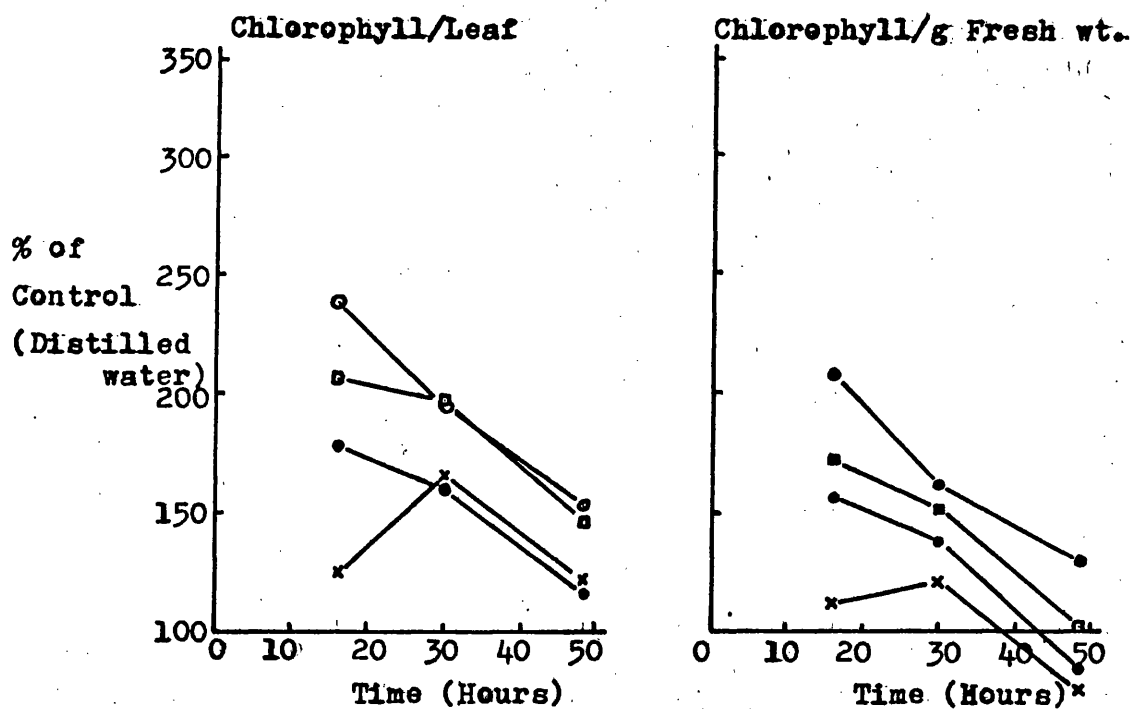 Chlorophyll/Leaf
Chlorophyll/g Fresh wt.
350
300
% of
250
Control
(Distilled
water)
200
150
100
0 10 20 30 40 50
0 10 20 30 40 50
Time (Hours)
Time (Hours)